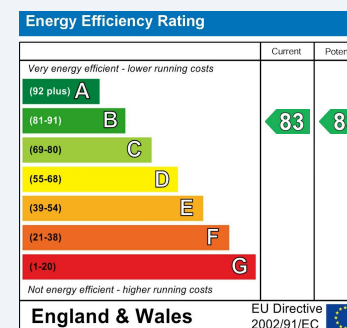 Energy Efficiency Rating
Current
Very energy efficient - lower running costs
(92 plus) A
(81-91) B 83
(69-80) C
(55-68) D
(39-54) E
(21-38) F
(1-20) G
Not energy efficient - higher running costs
England & Wales
EU Directive
2002/91/EC